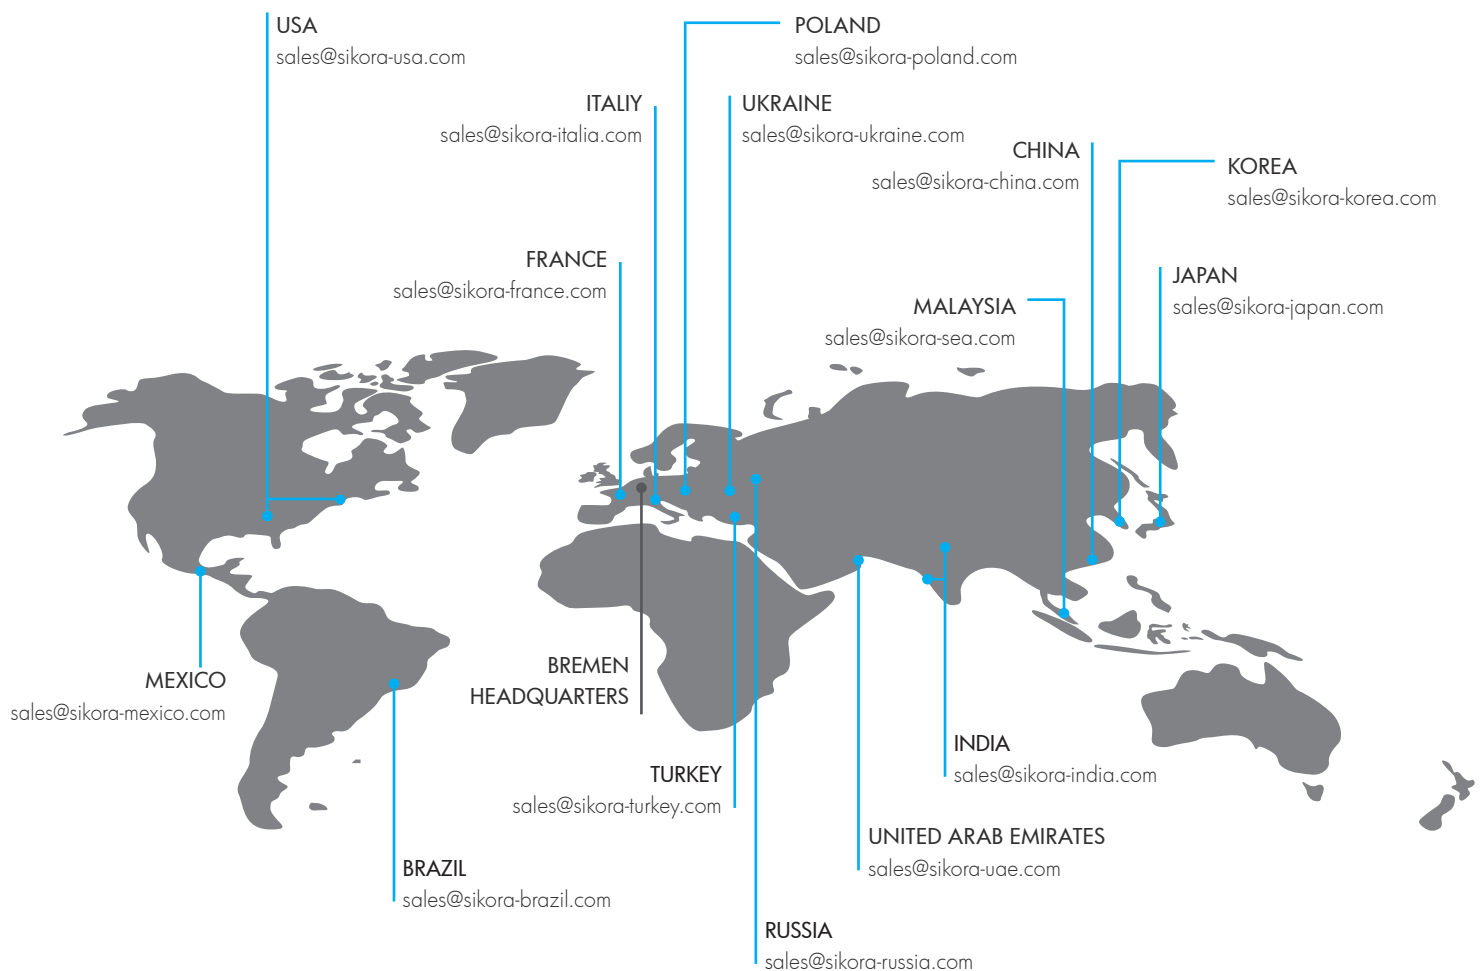 USA
sales@sikora-usa.com
POLAND
sales@sikora-poland.com
ITALIY
sales@sikora-italia.com
UKRAINE
sales@sikora-ukraine.com
CHINA
sales@sikora-china.com
KOREA
sales@sikora-korea.com
FRANCE
sales@sikora-france.com
JAPAN
sales@sikora-japan.com
MALAYSIA
sales@sikora-sea.com
BREMEN
HEADQUARTERS
MEXICO
sales@sikora-mexico.com
INDIA
sales@sikora-india.com
TURKEY
sales@sikora-turkey.com
UNITED ARAB EMIRATES
sales@sikora-uae.com
BRAZIL
sales@sikora-brazil.com
RUSSIA
sales@sikora-russia.com